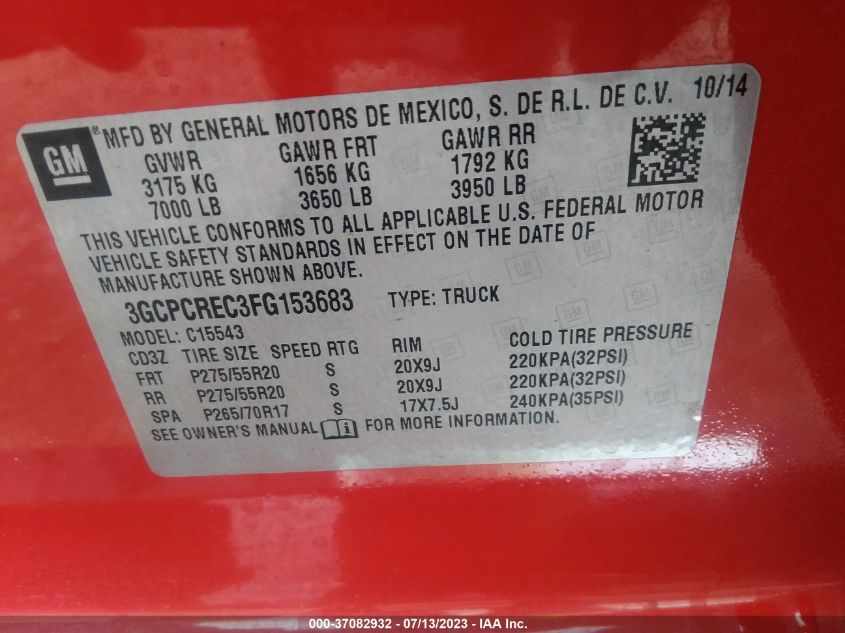 GM ® MFD BY GENERAL MOTORS DE MEXICO, S. DE R.L. DE C.V. 10/14
GVWR GAWR FRT GAWR RR
3175 KG 1656 KG 1792 KG
7000 LB 3650 LB 3950 LB
THIS VEHICLE CONFORMS TO ALL APPLICABLE U.S. FEDERAL MOTOR
VEHICLE SAFETY STANDARDS IN EFFECT ON THE DATE OF
MANUFACTURE SHOWN ABOVE.
3GCPCREC3FG153683 TYPE: TRUCK
MODEL: C15543
CD3Z TIRE SIZE SPEED RTG RIM COLD TIRE PRESSURE
FRT P275/55R20 S 20X9J 220KPA(32PSI)
RR P275/55R20 S 20X9J 220KPA(32PSI)
SPA P265/70R17 S 17X7.5J 240KPA(35PSI)
SEE OWNER'S MANUAL FOR MORE INFORMATION.
000-37082932 - 07/13/2023 - IAA Inc.